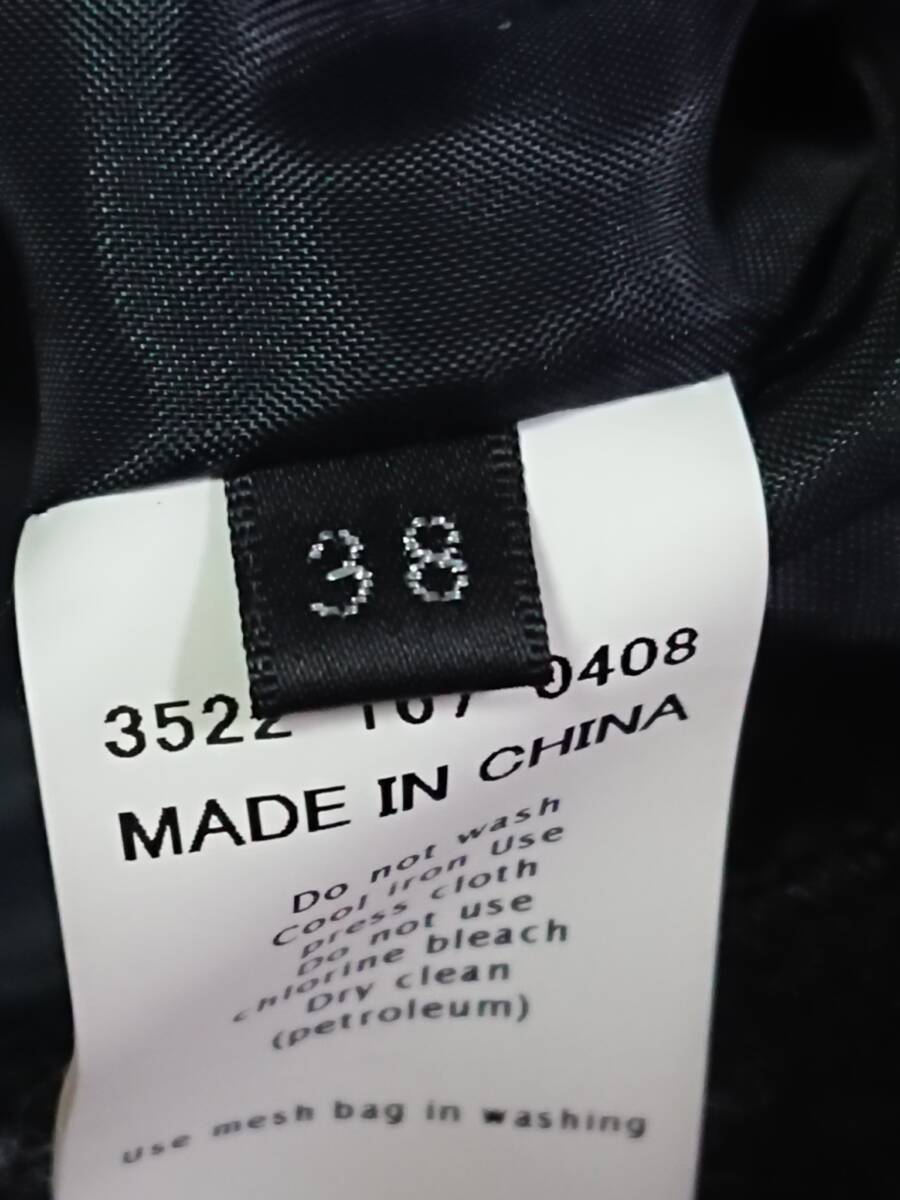 38
3522 0408
MADE IN CHINA
Do not wash
Cool iron use
press cloth
Do not use
chlorine bleach
Dry clean
(petroleum)
use mesh bag in washing